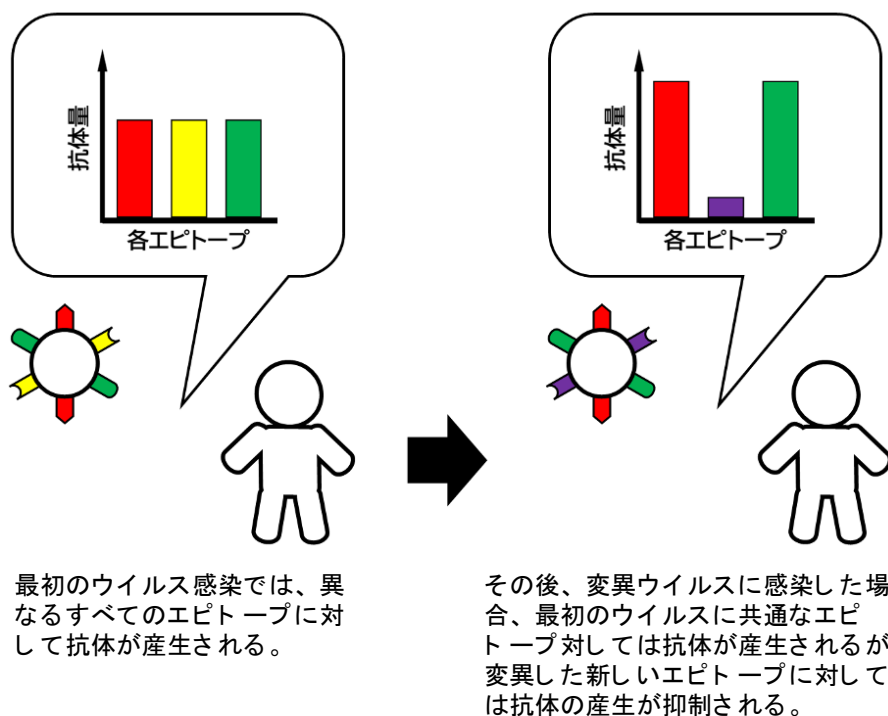 抗体量
各エピトープ
抗体量
各エピトープ
最初のウイルス感染では、異
なるすべてのエピトープに対
して抗体が産生される。
その後、変異ウイルスに感染した場
合、最初のウイルスに共通なエピ
トープ対しては抗体が産生されるが
変異した新しいエピトープに対して
は抗体の産生が抑制される。